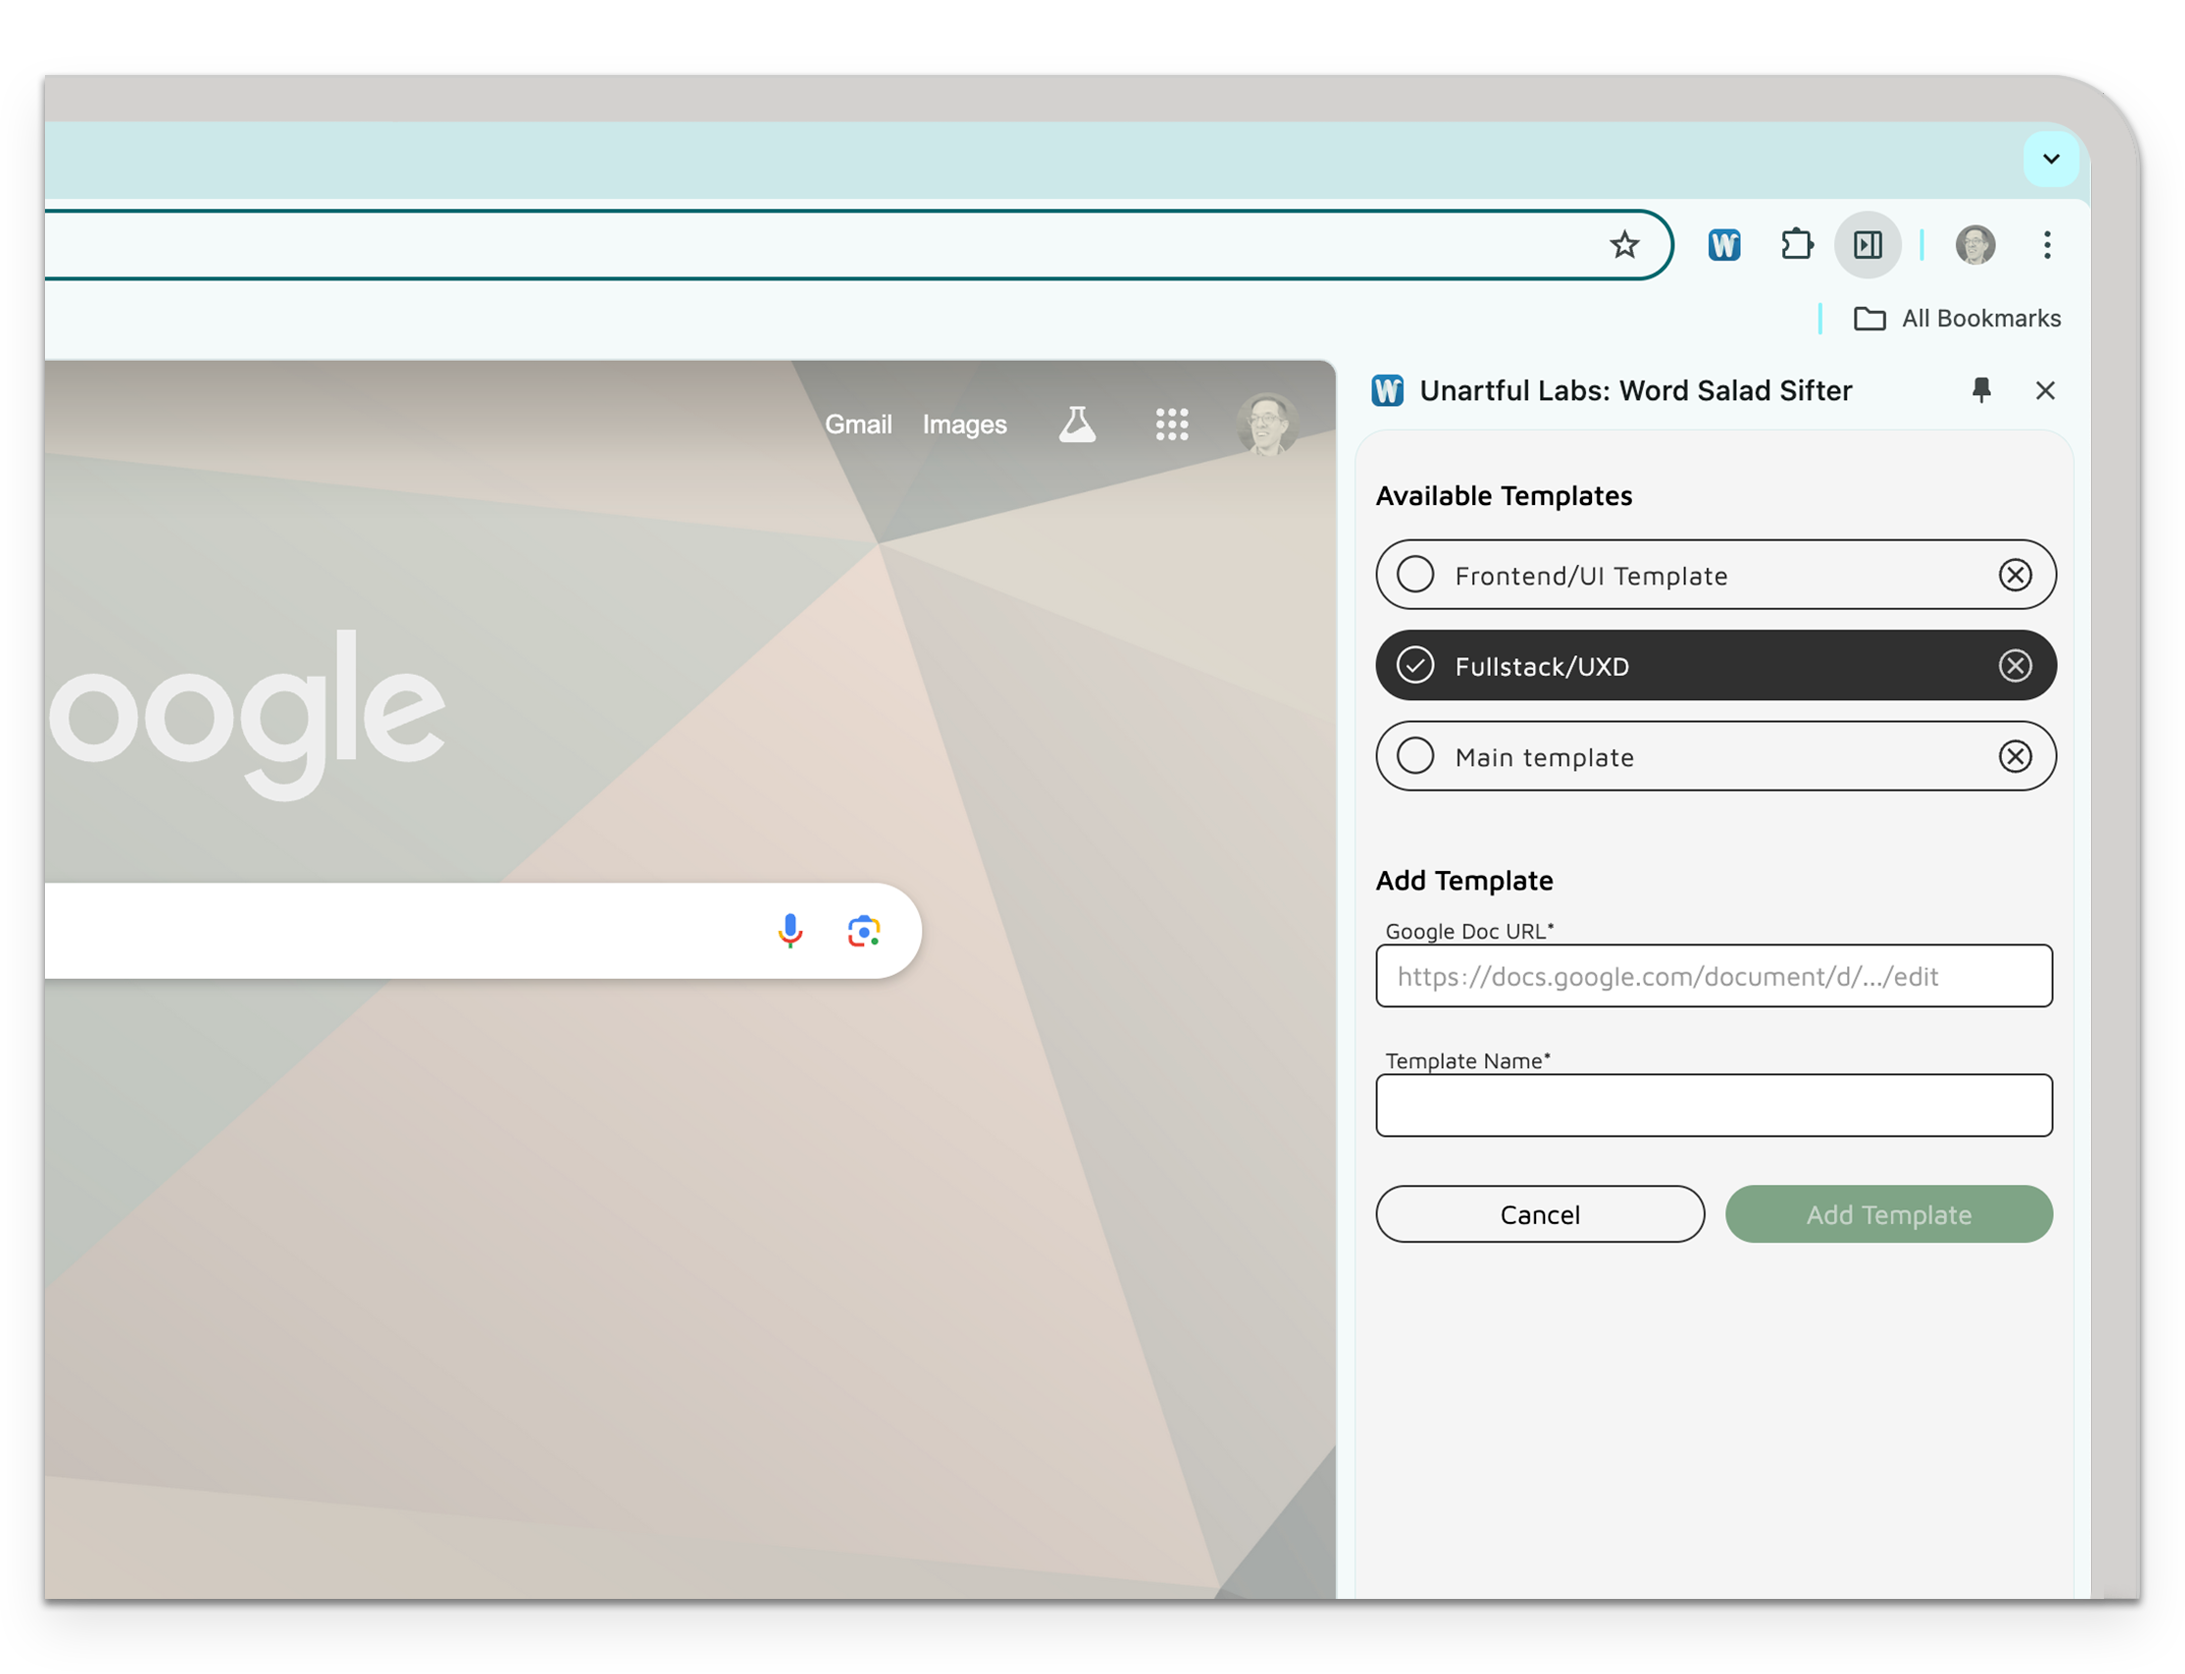 All Bookmarks
W Unartful Labs: Word Salad Sifter
Gmail Images
Available Templates
Frontend/UI Template
Fullstack/UXD
Main template
oogle
Add Template
Google Doc URL*
https://docs.google.com/document/d/.../edit
Template Name*
Cancel Add Template